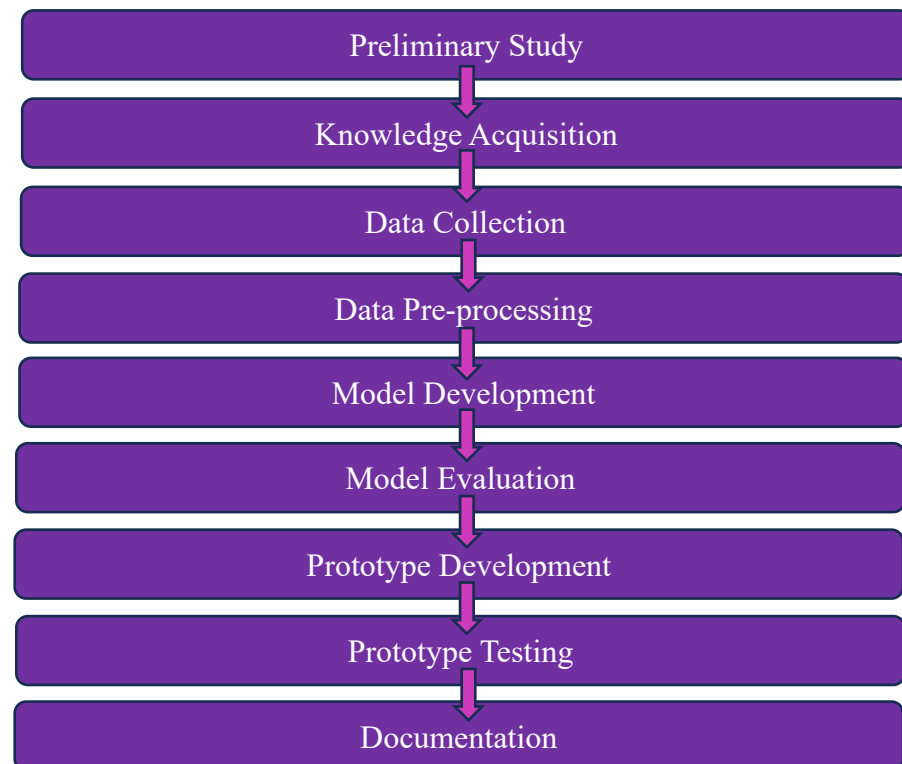 Preliminary Study
Knowledge Acquisition
Data Collection
Data Pre-processing
Model Development
Model Evaluation
Prototype Development
Prototype Testing
Documentation